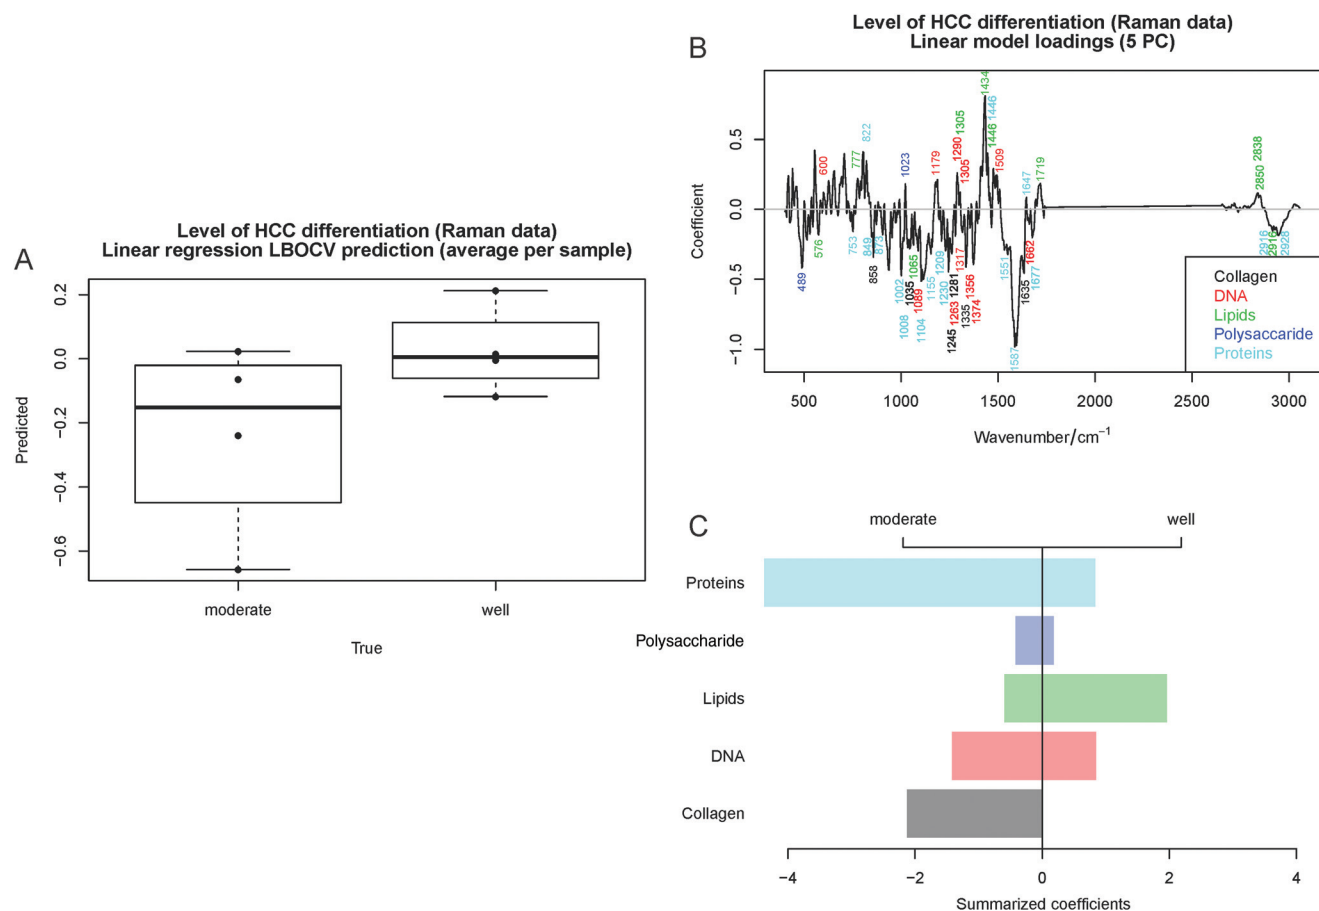 A
Level of HCC differentiation (Raman data)
Linear regression LBOCV prediction (average per sample)
Predicted
0.2
0.0
−0.2
−0.4
−0.6
moderate
well
True
B
Level of HCC differentiation (Raman data)
Linear model loadings (5 PC)
Coefficient
0.5
0.0
−0.5
−1.0
489
576
600
753
777
822
849
858
873
1002
1008
1023
1035
1065
1089
1104
1155
1179
1209
1230
1245
1263
1281
1290
1305
1305
1317
1335
1356
1374
1434
1446
1446
1509
1551
1587
1635
1647
1662
1677
1719
2850
2838
2916
2916
2928
Collagen
DNA
Lipids
Polysaccaride
Proteins
500
1000
1500
2000
2500
3000
Wavenumber/cm⁻¹
C
moderate
well
Proteins
Polysaccharide
Lipids
DNA
Collagen
−4
−2
0
2
4
Summarized coefficients